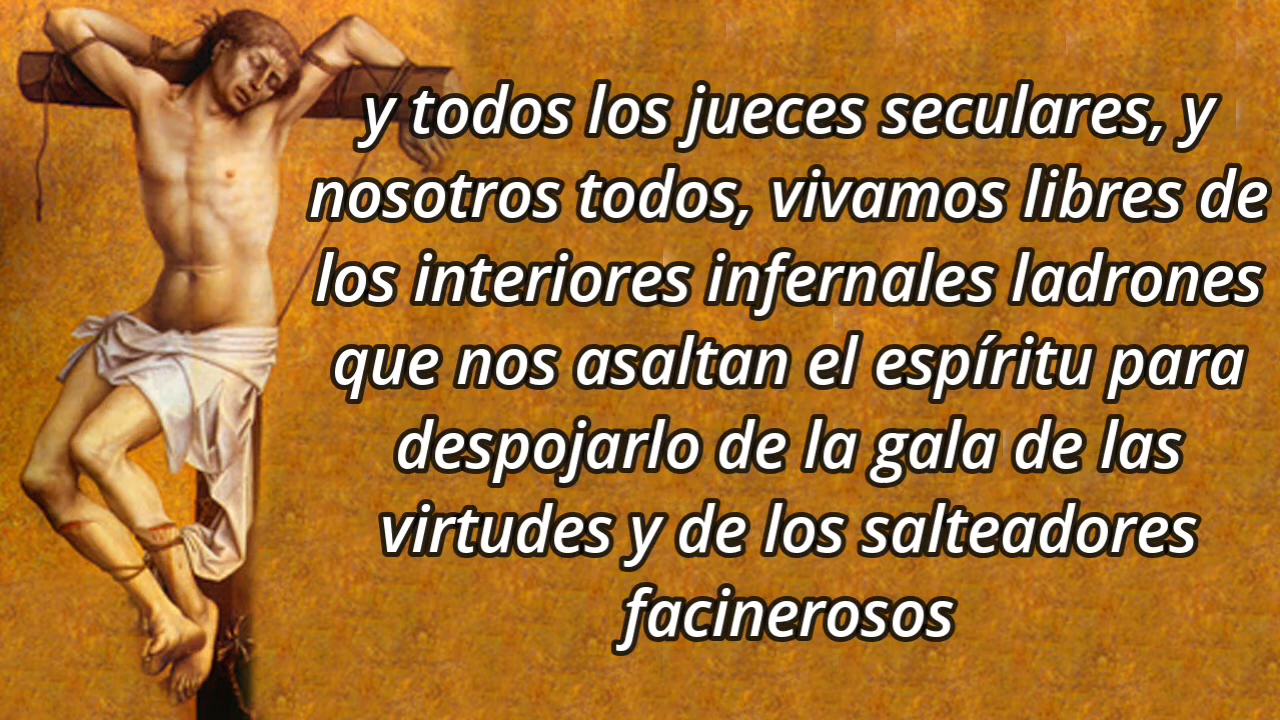 y todos los jueces seculares, y
nosotros todos, vivamos libres de
los interiores infernales ladrones
que nos asaltan el espíritu para
despojarlo de la gala de las
virtudes y de los salteadores
facinerosos